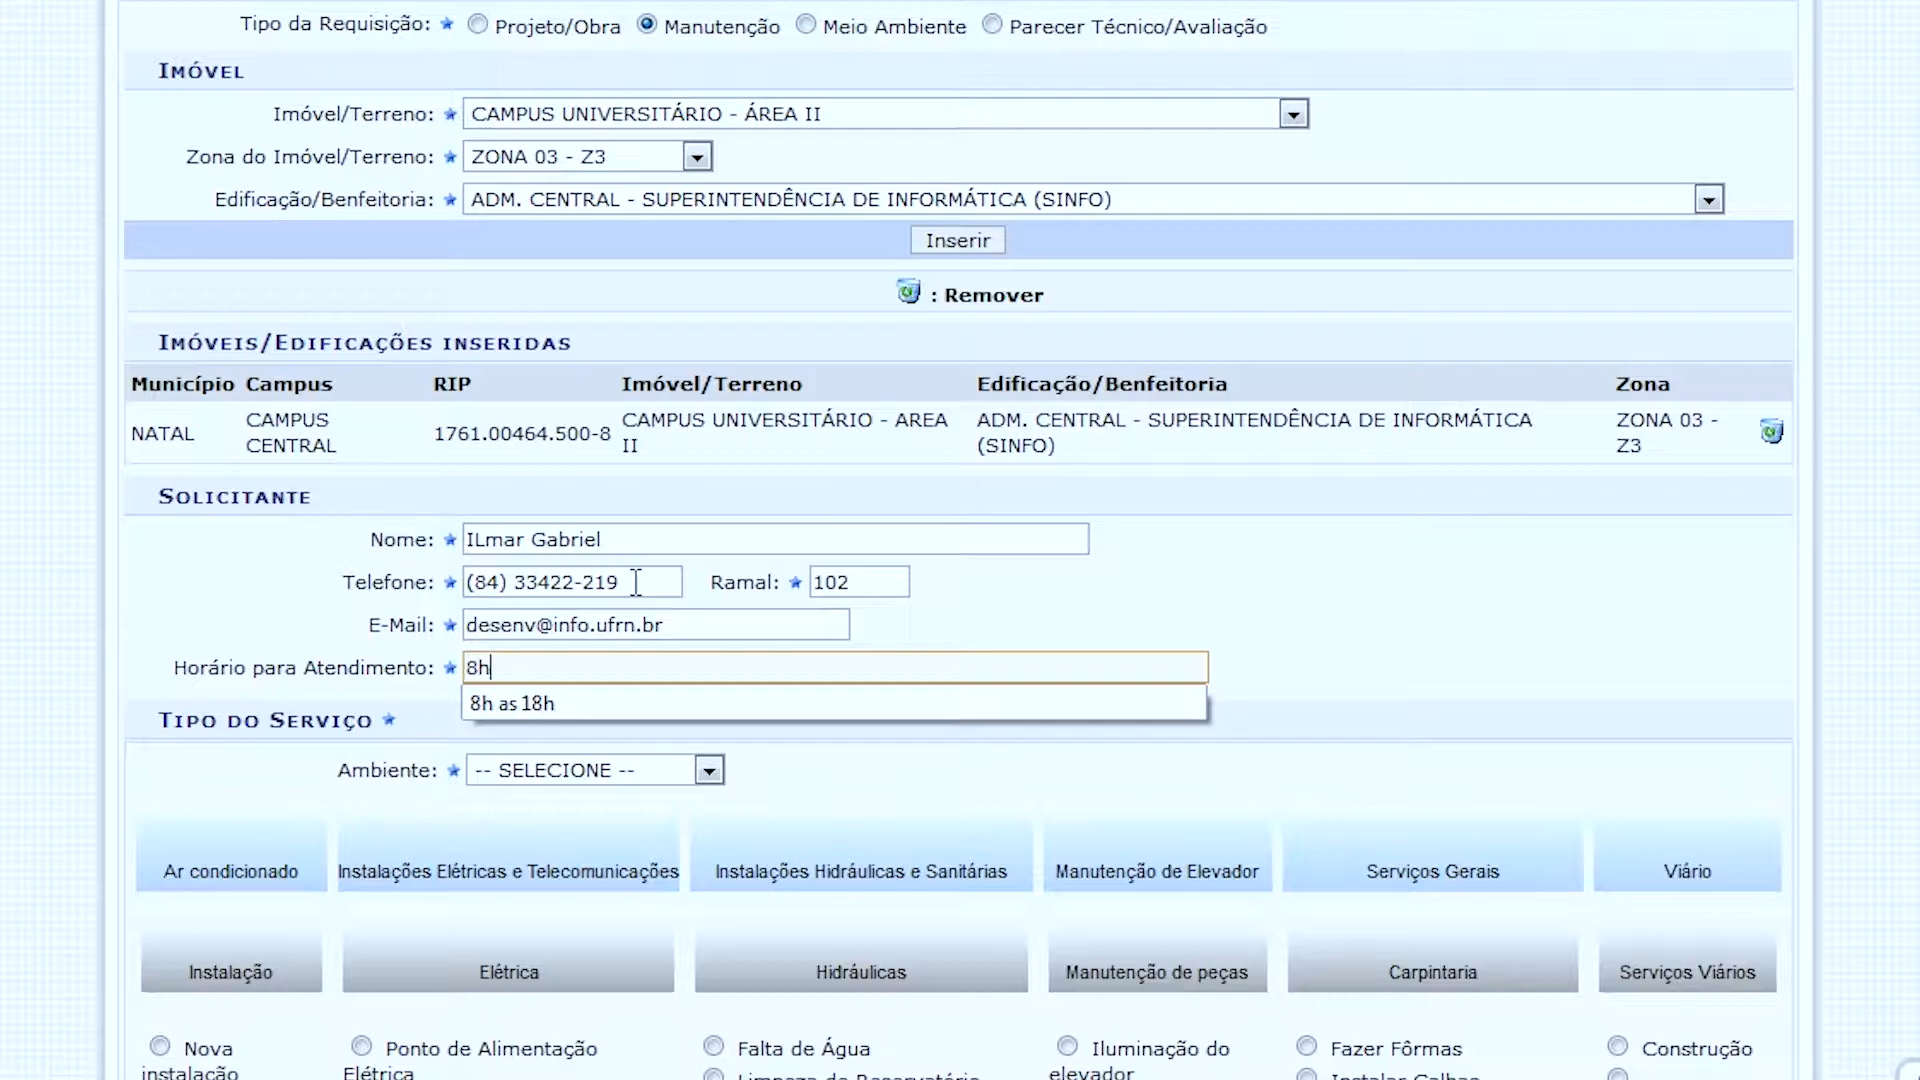 Tipo da Requisição: Projeto/Obra Manutenção Meio Ambiente Parecer Técnico/Avaliação
IMÓVEL
Imóvel/Terreno: CAMPUS UNIVERSITÁRIO - ÁREA II
Zona do Imóvel/Terreno: ZONA 03 - Z3
Edificação/Benfeitoria: ADM. CENTRAL - SUPERINTENDÊNCIA DE INFORMÁTICA (SINFO)
Inserir
: Remover
IMÓVEIS/EDIFICAÇÕES INSERIDAS
Município Campus RIP Imóvel/Terreno Edificação/Benfeitoria Zona
NATAL CAMPUS CENTRAL 1761.00464.500-8 CAMPUS UNIVERSITÁRIO - AREA II ADM. CENTRAL - SUPERINTENDÊNCIA DE INFORMÁTICA (SINFO) ZONA 03 - Z3
SOLICITANTE
Nome: ILmar Gabriel
Telefone: (84) 33422-219 Ramal: 102
E-Mail: desenv@info.ufrn.br
Horário para Atendimento: 8h
8h as 18h
TIPO DO SERVIÇO
Ambiente: -- SELECIONE --
Ar condicionado Instalações Elétricas e Telecomunicações Instalações Hidráulicas e Sanitárias Manutenção de Elevador Serviços Gerais Viário
Instalação Elétrica Hidráulicas Manutenção de peças Carpintaria Serviços Viários
Nova instalação Ponto de Alimentação Elétrica Falta de Água Iluminação do elevador Fazer Fôrmas Construção
Limpeza de Reservatório Instalar Calhas